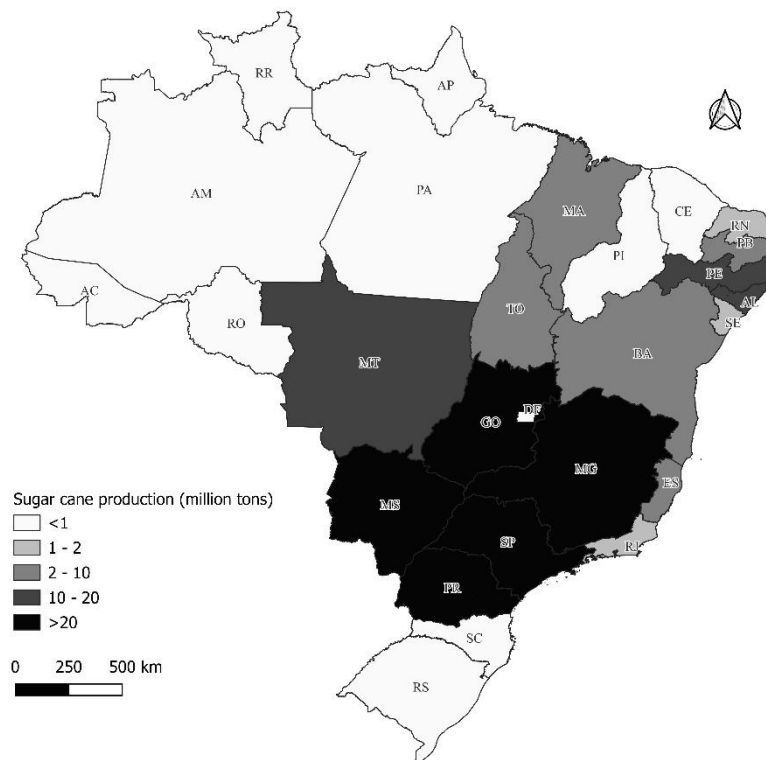 RR
AP
AM
PA
MA
CE
RN
PB
PI
PE
AL
AC
SE
RO
TO
BA
MT
DF
GO
MG
ES
MS
SP
RJ
PR
SC
RS
Sugar cane production (million tons)
<1
1 - 2
2 - 10
10 - 20
>20
0 250 500 km